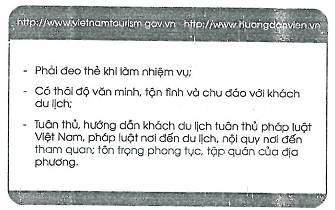 http://www.vietnamtourism.gov.vn http://www.huongdanvien.vn
- Phải đeo thẻ khi làm nhiệm vụ;
- Có thái độ văn minh, tận tình và chu đáo với khách
du lịch;
- Tuân thủ, hướng dẫn khách du lịch tuân thủ pháp luật
Việt Nam, pháp luật nơi đến du lịch, nội quy nơi đến
tham quan; tôn trọng phong tục, tập quán của địa
phương.